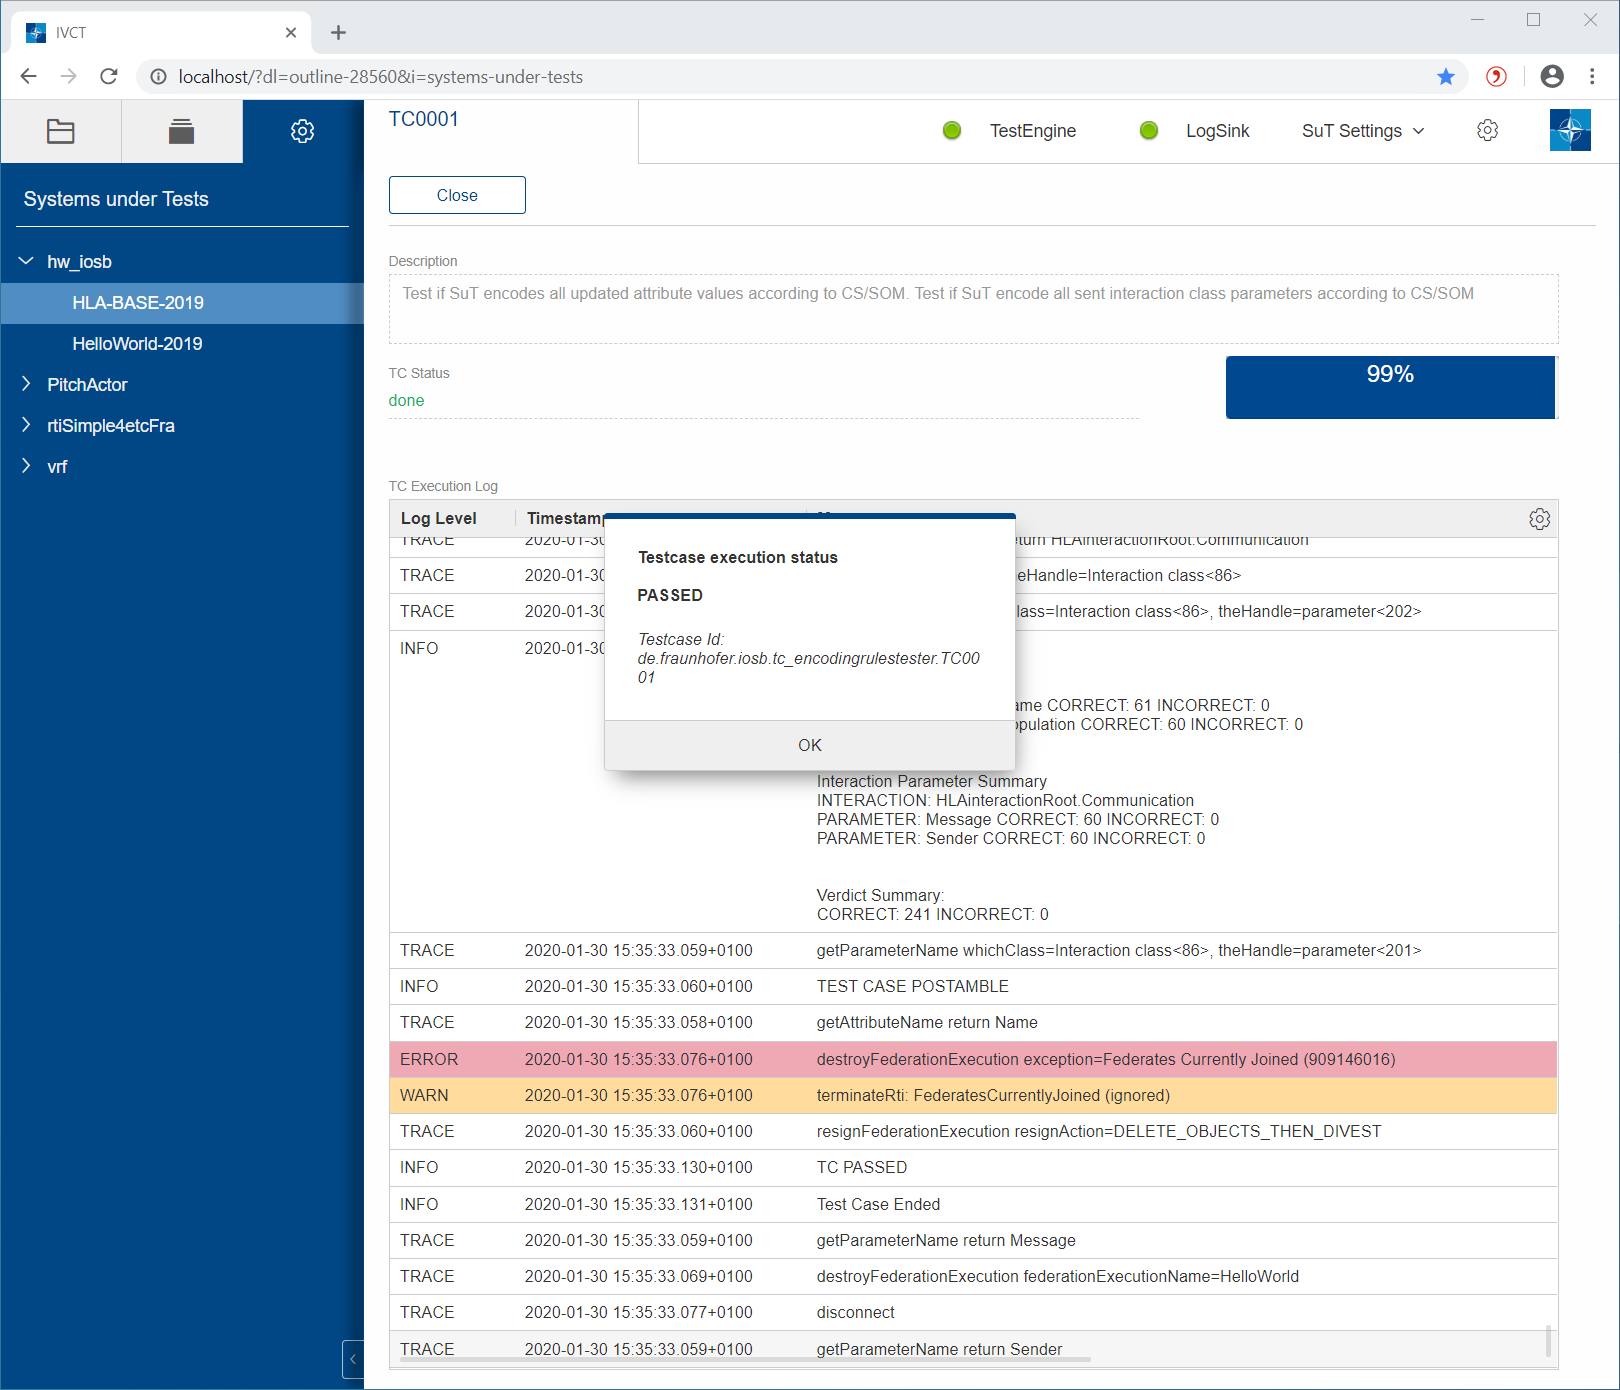 IVCT
localhost/?dl=outline-28560&i=systems-under-tests
TC0001
TestEngine
LogSink
SuT Settings
Close
Systems under Tests
hw_iosb
HLA-BASE-2019
HelloWorld-2019
PitchActor
rtiSimple4etcFra
vrf
Description
Test if SuT encodes all updated attribute values according to CS/SOM. Test if SuT encode all sent interaction class parameters according to CS/SOM
TC Status
done
99%
TC Execution Log
Log Level Timestamp
TRACE 2020-01-30 HLAinteractionRoot.Communication
TRACE 2020-01-30 eHandle=Interaction class<86>
TRACE 2020-01-30 lass=Interaction class<86>, theHandle=parameter<202>
INFO 2020-01-30
ame CORRECT: 61 INCORRECT: 0
opulation CORRECT: 60 INCORRECT: 0
Interaction Parameter Summary
INTERACTION: HLAinteractionRoot.Communication
PARAMETER: Message CORRECT: 60 INCORRECT: 0
PARAMETER: Sender CORRECT: 60 INCORRECT: 0
Verdict Summary:
CORRECT: 241 INCORRECT: 0
TRACE 2020-01-30 15:35:33.059+0100 getParameterName whichClass=Interaction class<86>, theHandle=parameter<201>
INFO 2020-01-30 15:35:33.060+0100 TEST CASE POSTAMBLE
TRACE 2020-01-30 15:35:33.058+0100 getAttributeName return Name
ERROR 2020-01-30 15:35:33.076+0100 destroyFederationExecution exception=Federates Currently Joined (909146016)
WARN 2020-01-30 15:35:33.076+0100 terminateRti: FederatesCurrentlyJoined (ignored)
TRACE 2020-01-30 15:35:33.060+0100 resignFederationExecution resignAction=DELETE_OBJECTS_THEN_DIVEST
INFO 2020-01-30 15:35:33.130+0100 TC PASSED
INFO 2020-01-30 15:35:33.131+0100 Test Case Ended
TRACE 2020-01-30 15:35:33.059+0100 getParameterName return Message
TRACE 2020-01-30 15:35:33.069+0100 destroyFederationExecution federationExecutionName=HelloWorld
TRACE 2020-01-30 15:35:33.077+0100 disconnect
TRACE 2020-01-30 15:35:33.059+0100 getParameterName return Sender
Testcase execution status
PASSED
Testcase Id:
de.fraunhofer.iosb.tc_encodingrulestester.TC00
01
OK